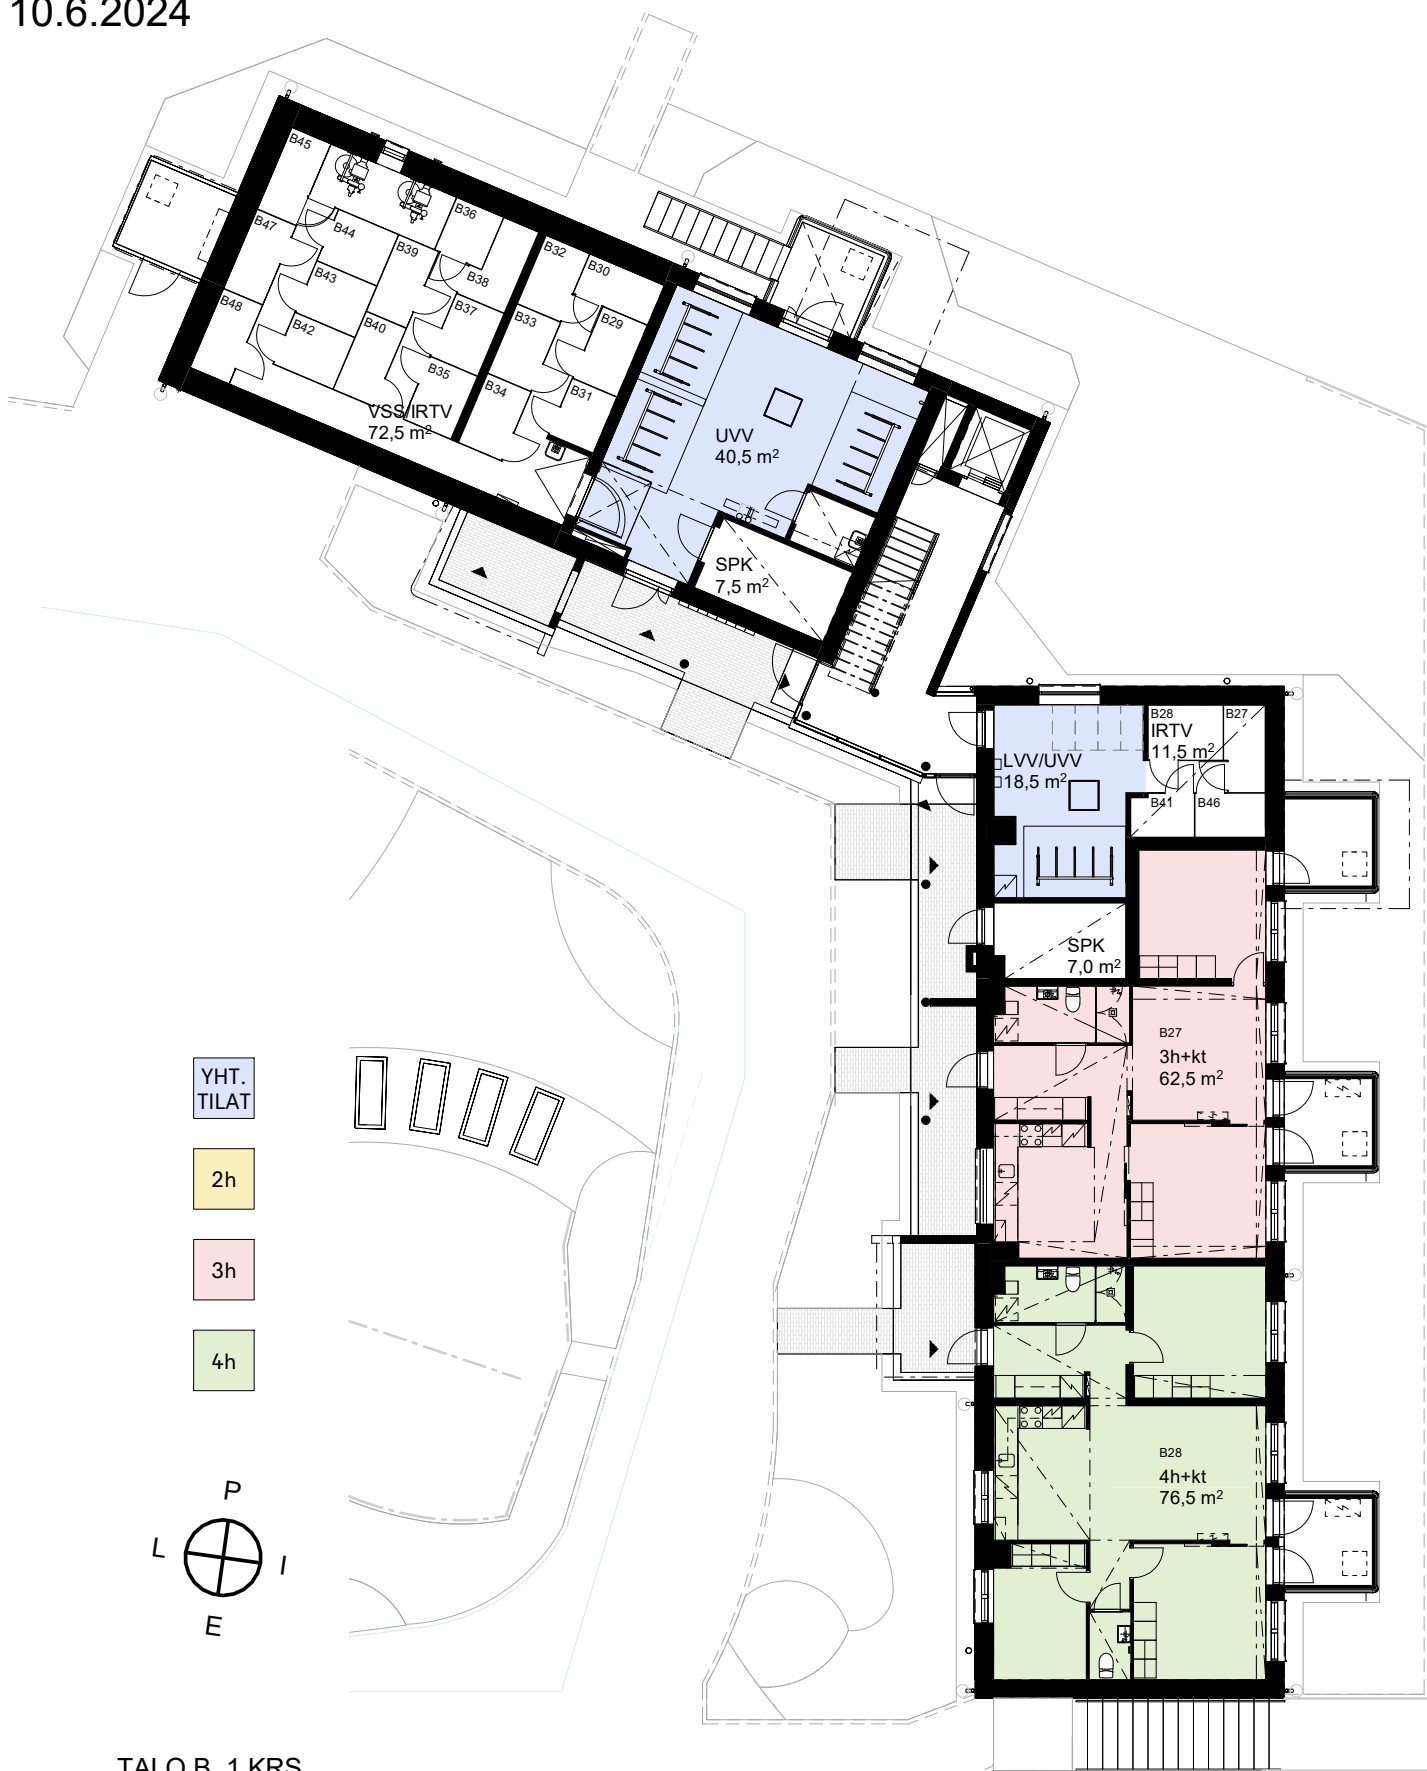 10.6.2024
B45
B47
B44
B43
B48
B42
B36
B39
B38
B37
B40
B35
B32
B30
B33
B29
B34
B31
VSS/IRTV
72,5 m²
UVV
40,5 m²
SPK
7,5 m²
B28
B27
IRTV
11,5 m²
LVV/UVV
18,5 m²
B41
B46
SPK
7,0 m²
B27
3h+kt
62,5 m²
B28
4h+kt
76,5 m²
YHT.
TILAT
2h
3h
4h
P
L
I
E
TALO B, 1.KRS